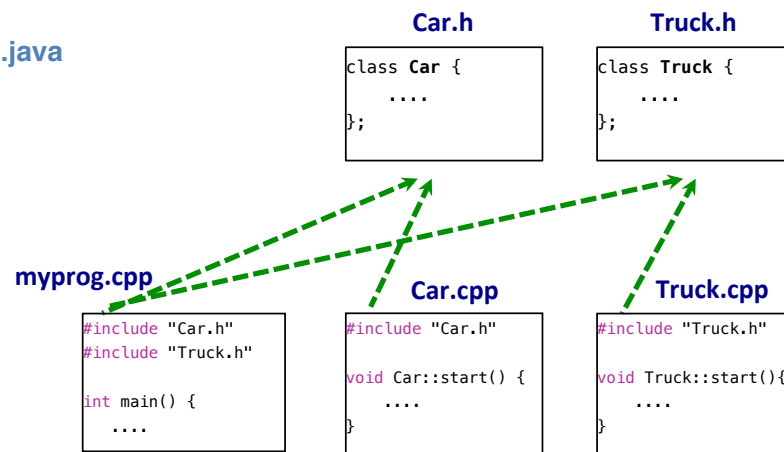 .java
Car.h
class Car {
....
};
Truck.h
class Truck {
....
};
myprog.cpp
#include "Car.h"
#include "Truck.h"
int main() {
....
Car.cpp
#include "Car.h"
void Car::start() {
....
}
Truck.cpp
#include "Truck.h"
void Truck::start(){
....
}